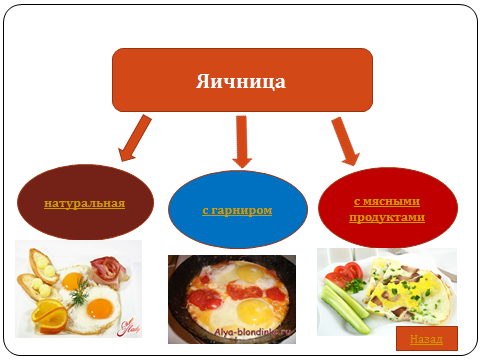 Яичница
натуральная
с гарниром
с мясными
продуктами
Alya-blondinka.ru
Назад